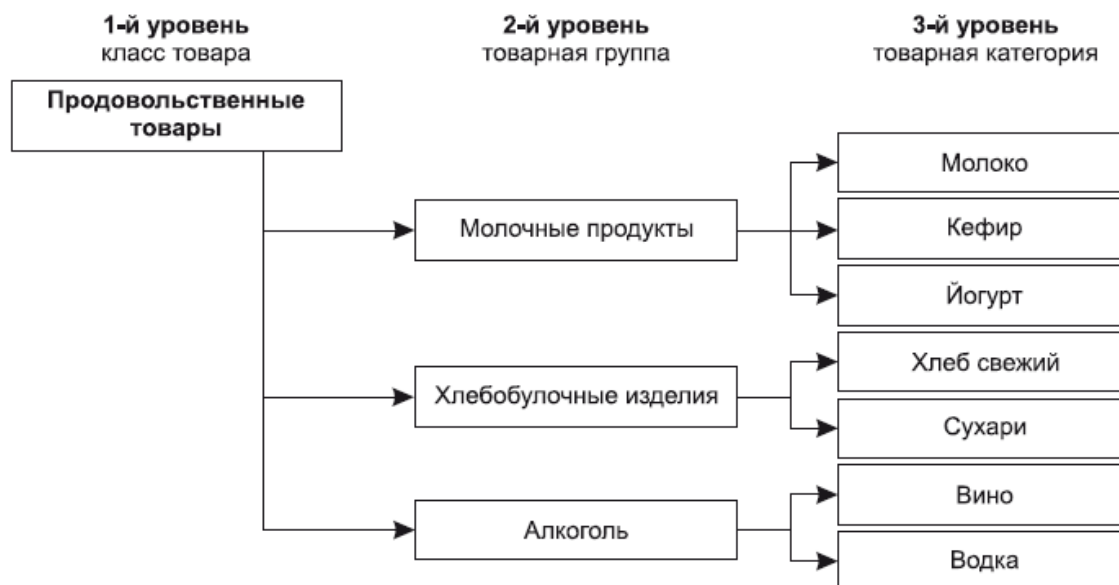 1-й уровень
класс товара
2-й уровень
товарная группа
3-й уровень
товарная категория
Продовольственные
товары
Молочные продукты
Молоко
Кефир
Йогурт
Хлебобулочные изделия
Хлеб свежий
Сухари
Алкоголь
Вино
Водка